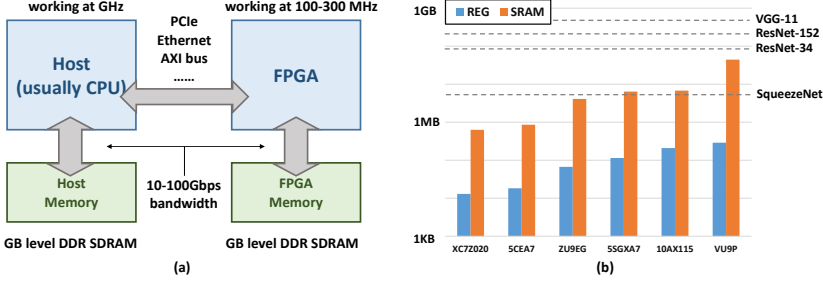 working at GHz
PCIe
Ethernet
AXI bus
......
working at 100-300 MHz
Host
(usually CPU)
FPGA
10-100Gbps
bandwidth
Host
Memory
FPGA
Memory
GB level DDR SDRAM
GB level DDR SDRAM
(a)
REG
SRAM
1GB
1MB
1KB
VGG-11
ResNet-152
ResNet-34
SqueezeNet
XC7Z020
5CEA7
ZU9EG
5SGXA7
10AX115
VU9P
(b)